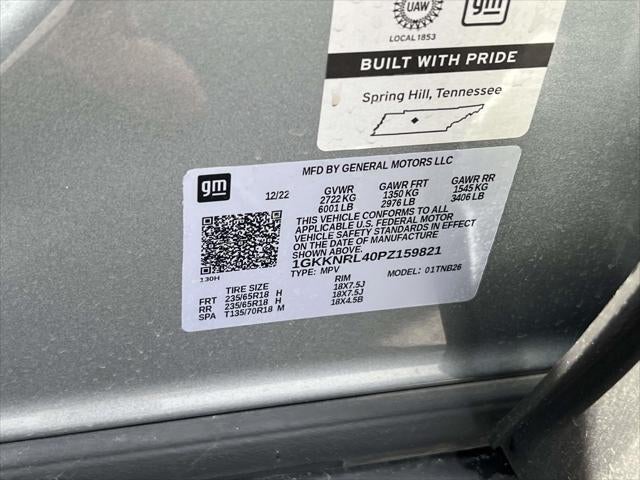 UAW
gm
LOCAL 1853
BUILT WITH PRIDE
Spring Hill, Tennessee
MFD BY GENERAL MOTORS LLC
gm
12/22 GVWR GAWR FRT GAWR RR
2722 KG 1350 KG 1545 KG
6001 LB 2976 LB 3406 LB
THIS VEHICLE CONFORMS TO ALL
APPLICABLE U.S. FEDERAL MOTOR
VEHICLE SAFETY STANDARDS IN EFFECT
ON THE DATE OF MANUFACTURE
SHOWN ABOVE.
1GKKNRL40PZ159821
130H TYPE: MPV MODEL: 01TNB26
TIRE SIZE RIM
FRT 235/65R18 H 18X7.5J
RR 235/65R18 H 18X7.5J
SPA T135/70R18 M 18X4.5B